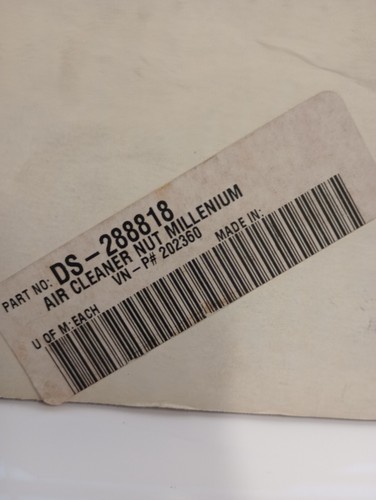 PART NO: DS-288818
AIR CLEANER NUT MILLENIUM
VN-P# 202360
U OF M: EACH MADE IN: